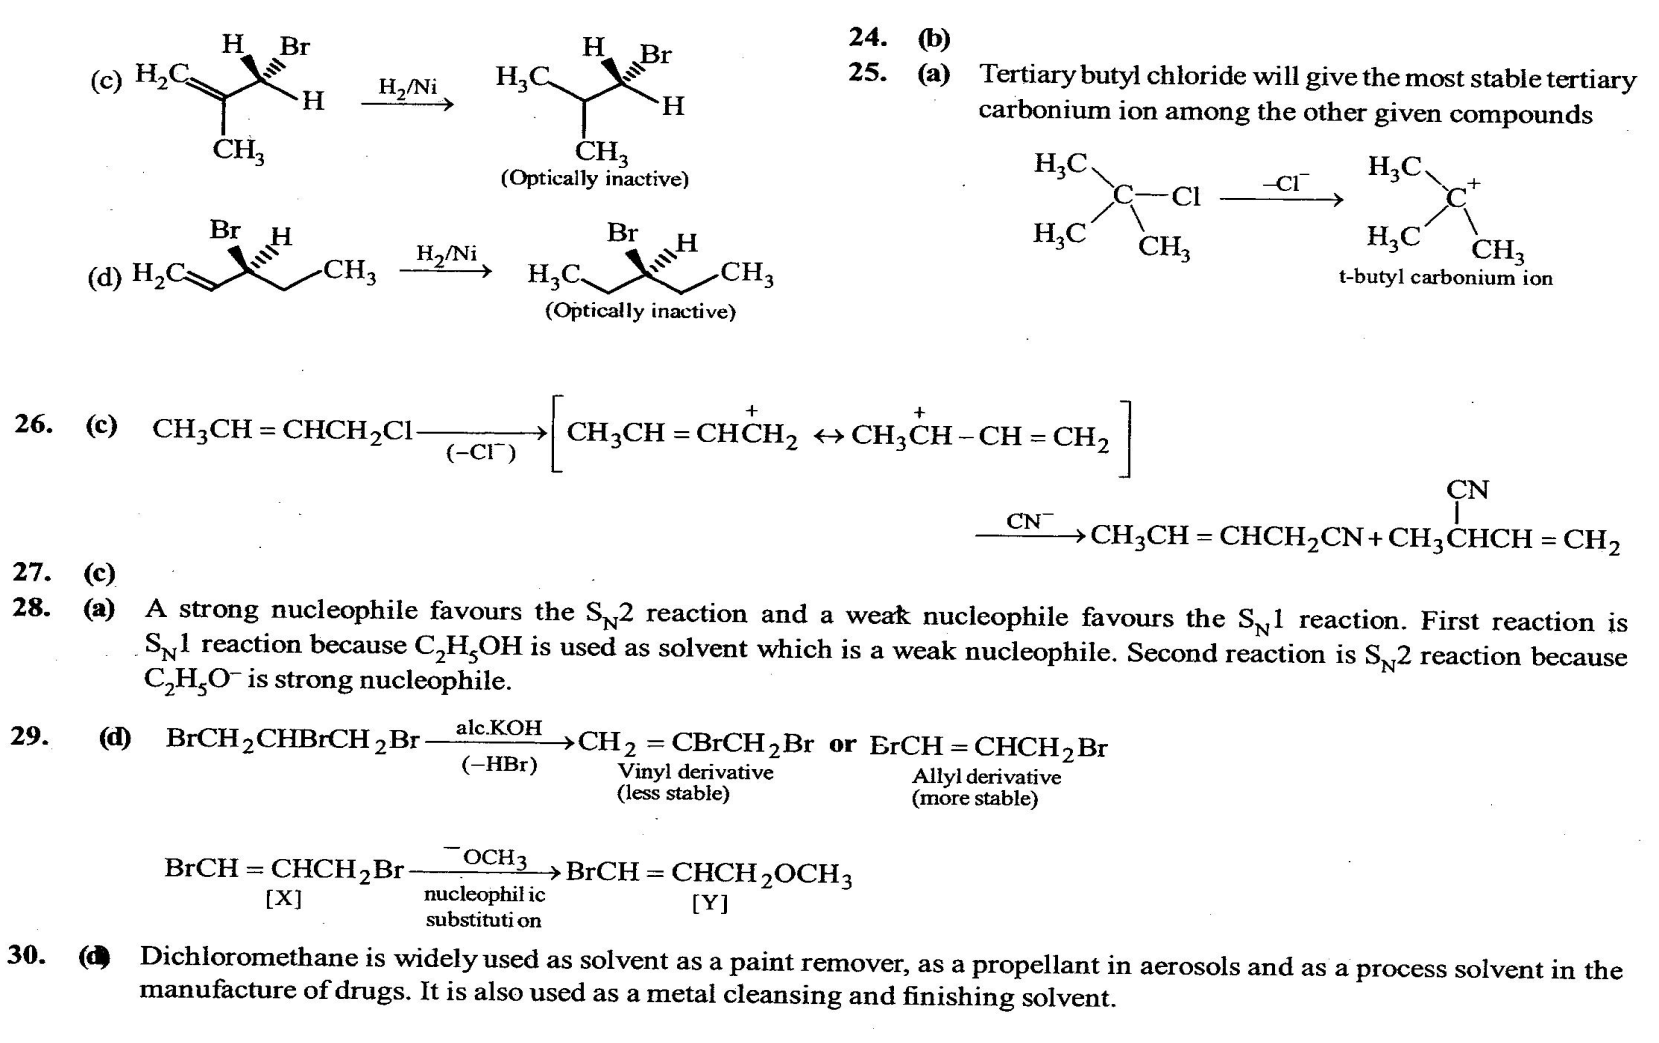 (c) H₂C H Br H CH₃ H₂/Ni H₃C H Br H CH₃
(Optically inactive)
(d) H₂C Br H CH₃ H₂/Ni H₃C Br H CH₃
(Optically inactive)
24. (b)
25. (a) Tertiary butyl chloride will give the most stable tertiary
carbonium ion among the other given compounds
H₃C H₃C C—Cl CH₃ –Cl⁻ → H₃C H₃C C⁺ CH₃
t-butyl carbonium ion
26. (c) CH₃CH = CHCH₂Cl (–Cl⁻) → [CH₃CH = CHC⁺H₂ ↔ CH₃C⁺H – CH = CH₂]
CN
CN⁻ → CH₃CH = CHCH₂CN + CH₃CHCH = CH₂
27. (c)
28. (a) A strong nucleophile favours the S_N2 reaction and a weak nucleophile favours the S_N1 reaction. First reaction is
S_N1 reaction because C₂H₅OH is used as solvent which is a weak nucleophile. Second reaction is S_N2 reaction because
C₂H₅O⁻ is strong nucleophile.
29. (d) BrCH₂CHBrCH₂Br alc.KOH (–HBr) → CH₂ = CBrCH₂Br or BrCH = CHCH₂Br
Vinyl derivative Allyl derivative
(less stable) (more stable)
BrCH = CHCH₂Br ⁻OCH₃ → BrCH = CHCH₂OCH₃
[X] nucleophilic [Y]
substitution
30. (d) Dichloromethane is widely used as solvent as a paint remover, as a propellant in aerosols and as a process solvent in the
manufacture of drugs. It is also used as a metal cleansing and finishing solvent.